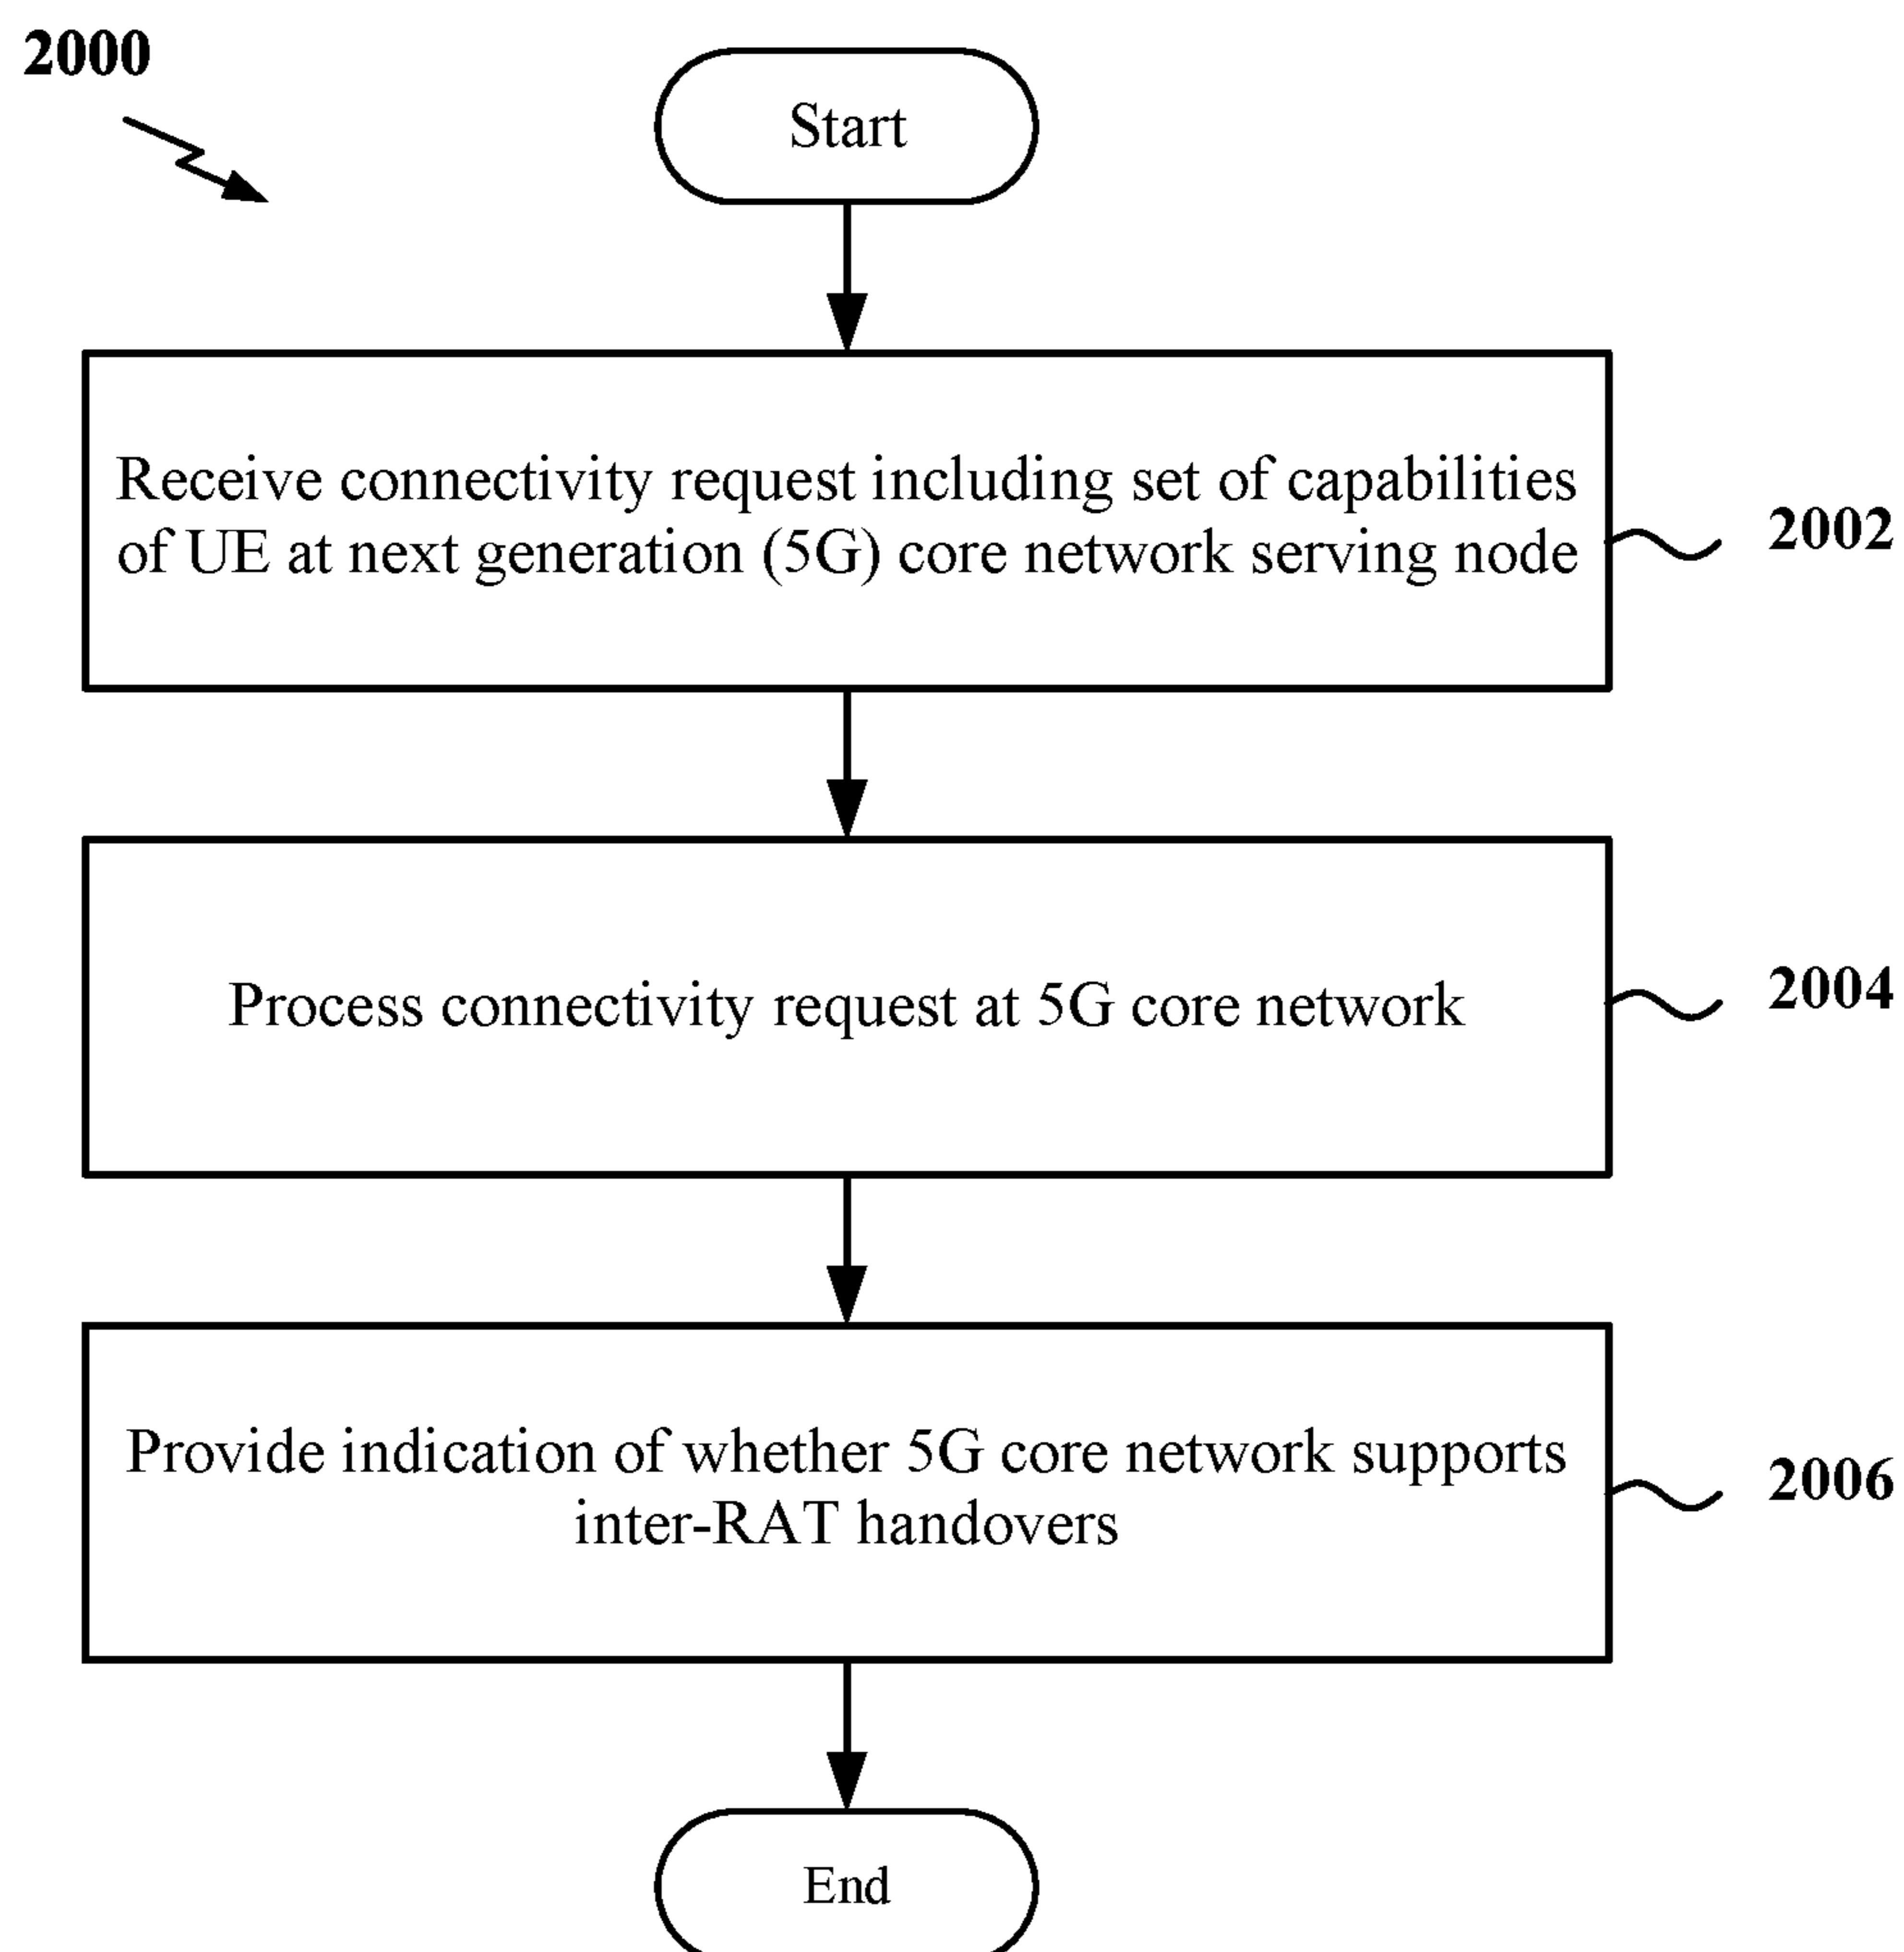 2000
Start
Receive connectivity request including set of capabilities
of UE at next generation (5G) core network serving node
2002
Process connectivity request at 5G core network
2004
Provide indication of whether 5G core network supports
inter-RAT handovers
2006
End